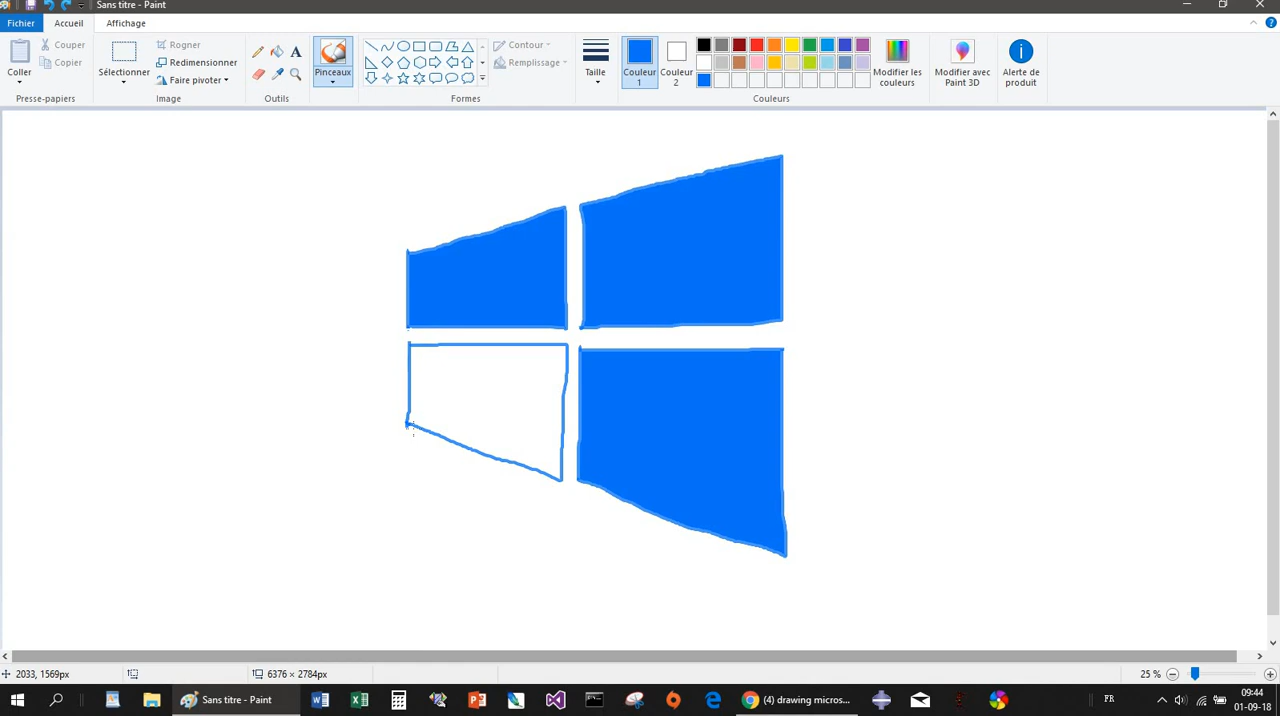 Sans titre - Paint
Fichier Accueil Affichage
Coller
Couper
Copier
Presse-papiers
Sélectionner
Rogner
Redimensionner
Faire pivoter
Image
A
Outils
Pinceaux
Contour
Remplissage
Formes
Taille
Couleur 1
Couleur 2
Modifier les couleurs
Couleurs
Modifier avec Paint 3D
Alerte de produit
2033, 1569px
6376 × 2784px
25 %
Sans titre - Paint
(4) drawing micros...
FR
09:44
01-09-18